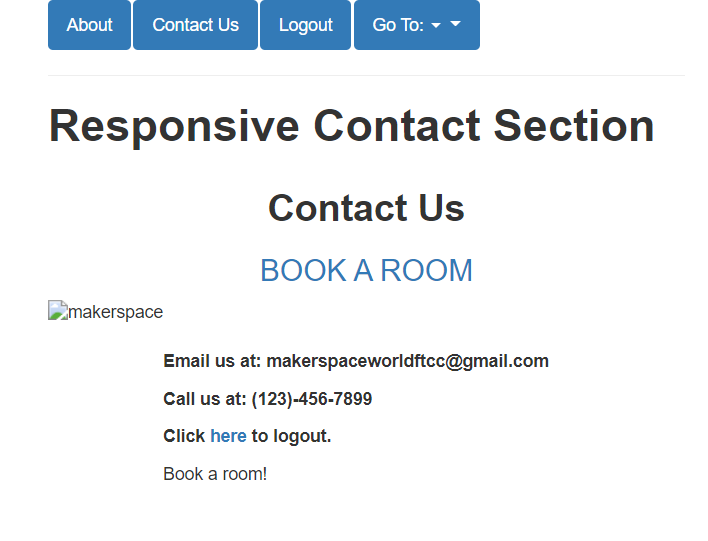 About Contact Us Logout Go To:
Responsive Contact Section
Contact Us
BOOK A ROOM
makerspace
Email us at: makerspaceworldftcc@gmail.com
Call us at: (123)-456-7899
Click here to logout.
Book a room!